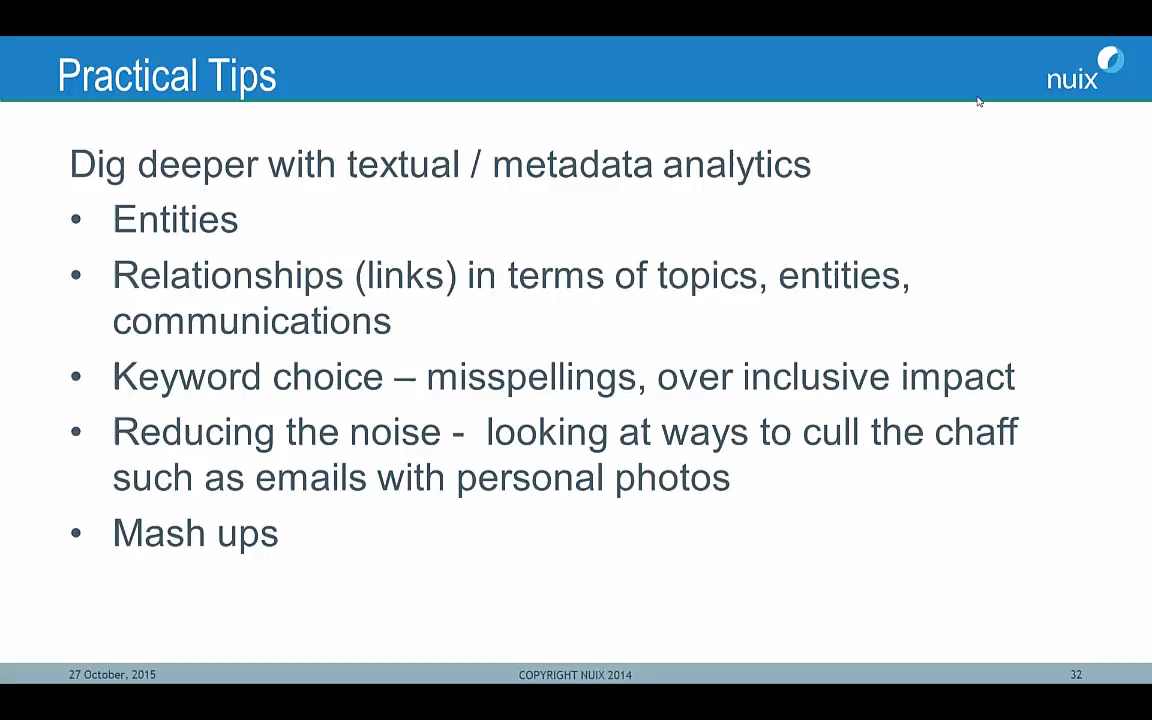 Practical Tips
nuix
Dig deeper with textual / metadata analytics
• Entities
• Relationships (links) in terms of topics, entities,
communications
• Keyword choice – misspellings, over inclusive impact
• Reducing the noise -  looking at ways to cull the chaff
such as emails with personal photos
• Mash ups
27 October, 2015
COPYRIGHT NUIX 2014
32